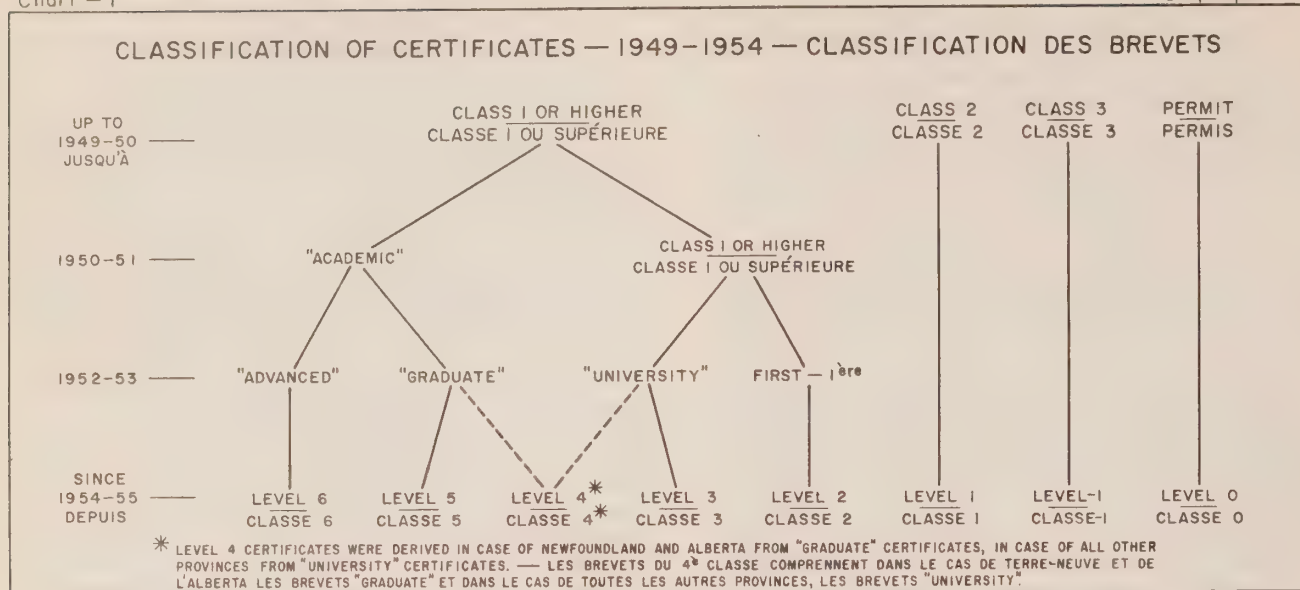 Chart - 1
CLASSIFICATION OF CERTIFICATES — 1949-1954 — CLASSIFICATION DES BREVETS
UP TO
1949-50
JUSQU'À
CLASS I OR HIGHER
CLASSE I OU SUPÉRIEURE
CLASS 2
CLASSE 2
CLASS 3
CLASSE 3
PERMIT
PERMIS
1950-51
"ACADEMIC"
CLASS I OR HIGHER
CLASSE I OU SUPÉRIEURE
1952-53
"ADVANCED"
"GRADUATE"
"UNIVERSITY"
FIRST — 1ère
SINCE
1954-55
DEPUIS
LEVEL 6
CLASSE 6
LEVEL 5
CLASSE 5
LEVEL 4*
CLASSE 4*
LEVEL 3
CLASSE 3
LEVEL 2
CLASSE 2
LEVEL 1
CLASSE 1
LEVEL-1
CLASSE-1
LEVEL 0
CLASSE 0
* LEVEL 4 CERTIFICATES WERE DERIVED IN CASE OF NEWFOUNDLAND AND ALBERTA FROM "GRADUATE" CERTIFICATES, IN CASE OF ALL OTHER
PROVINCES FROM "UNIVERSITY" CERTIFICATES. — LES BREVETS DU 4è CLASSE COMPRENNENT DANS LE CAS DE TERRE-NEUVE ET DE
L'ALBERTA LES BREVETS "GRADUATE" ET DANS LE CAS DE TOUTES LES AUTRES PROVINCES, LES BREVETS "UNIVERSITY".